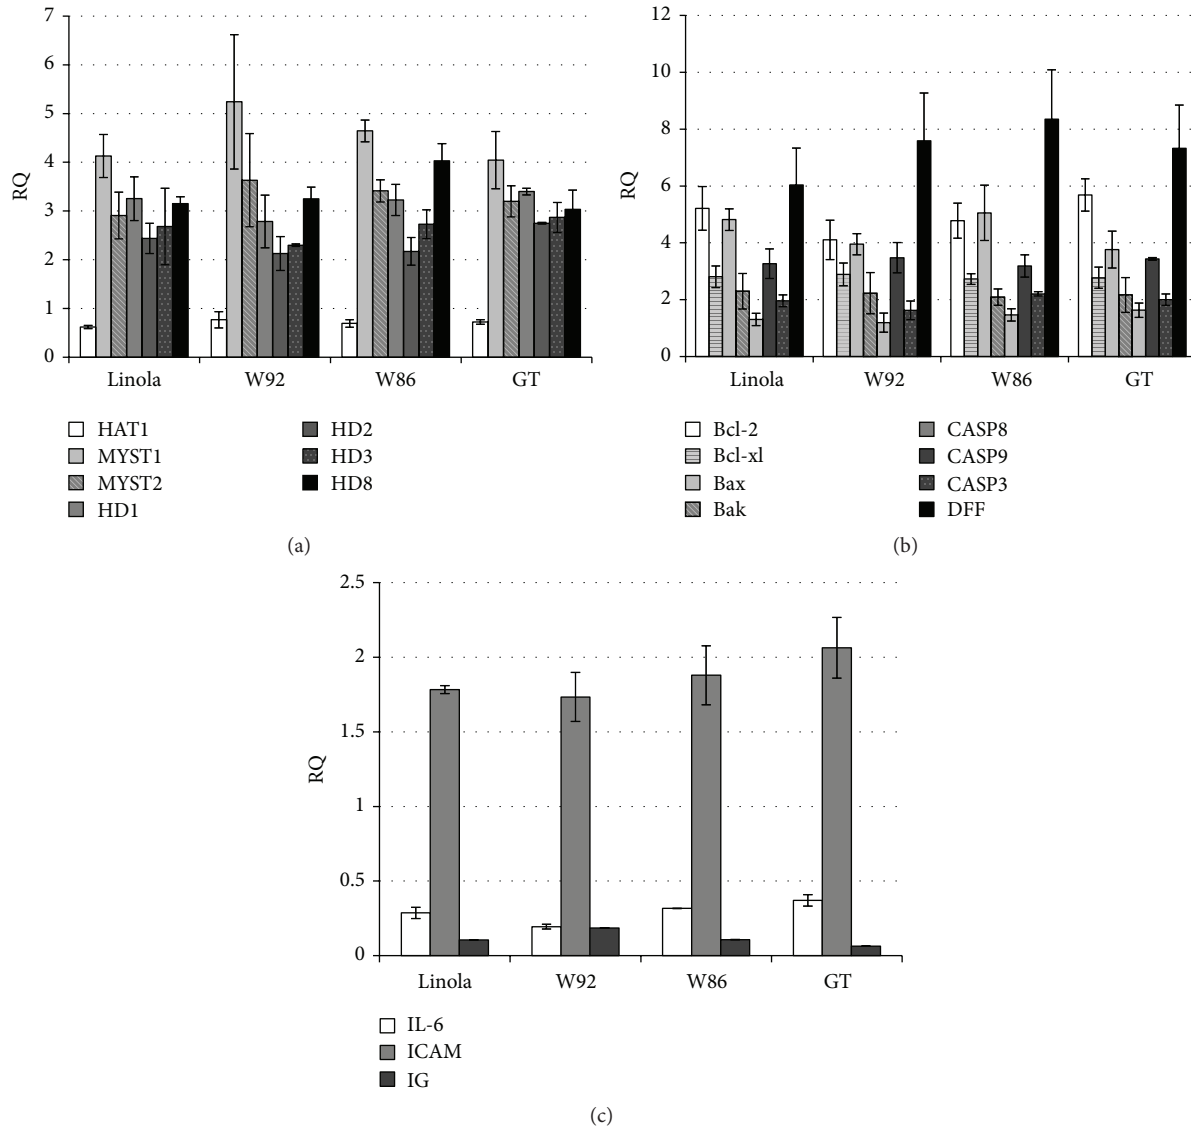 7
6
5
4
3
2
1
0
RQ
Linola W92 W86 GT
HAT1 HD2
MYST1 HD3
MYST2 HD8
HD1
(a)
12
10
8
6
4
2
0
RQ
Linola W92 W86 GT
Bcl-2 CASP8
Bcl-xl CASP9
Bax CASP3
Bak DFF
(b)
2.5
2
1.5
1
0.5
0
RQ
Linola W92 W86 GT
IL-6
ICAM
IG
(c)